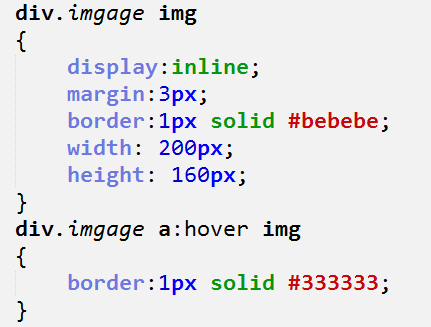 div.imgage img
{
display:inline;
margin:3px;
border:1px solid #bebebe;
width: 200px;
height: 160px;
}
div.imgage a:hover img
{
border:1px solid #333333;
}